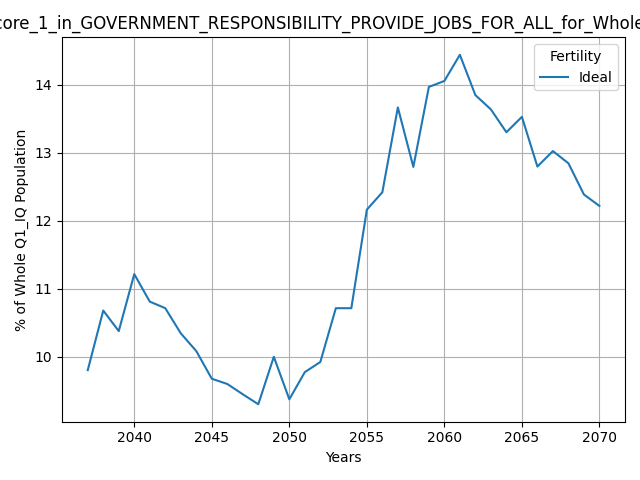 core_1_in_GOVERNMENT_RESPONSIBILITY_PROVIDE_JOBS_FOR_ALL_for_Whole
Fertility
Ideal
% of Whole Q1_IQ Population
14
13
12
11
10
2040 2045 2050 2055 2060 2065 2070
Years